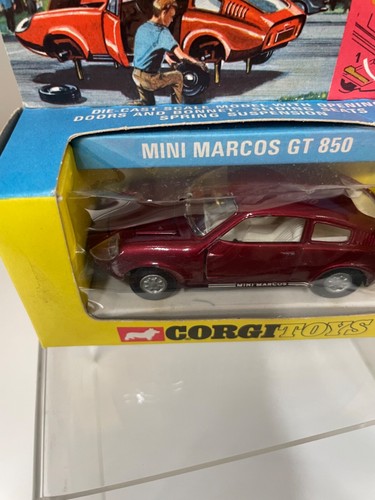 1
DIE-CAST SCALE MODEL WITH OPENING
DOORS AND BONNET,
SPRING SUSPENSION
MINI MARCOS GT 850
MINI MARCOS
CORGI TOYS